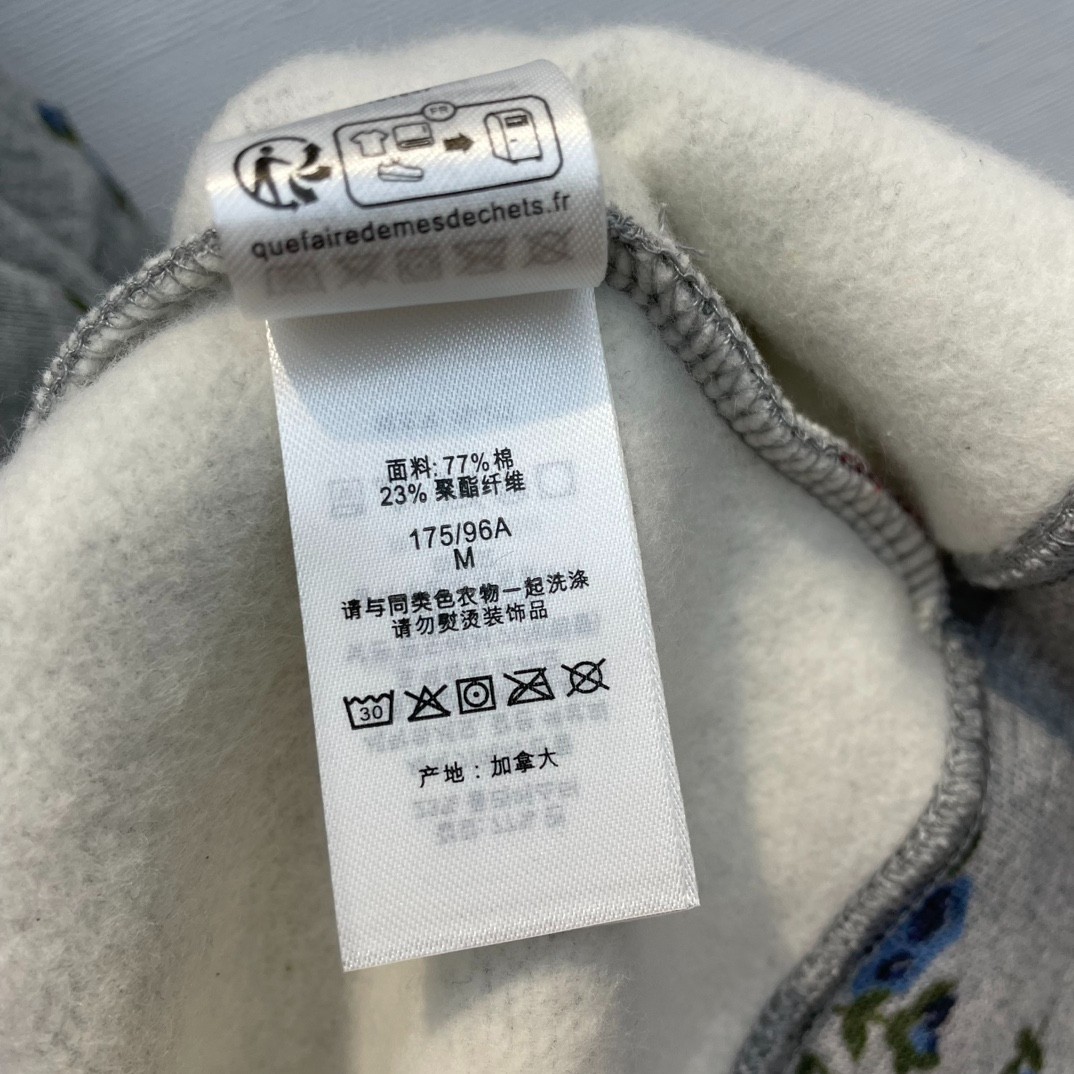 FR
quefairedemesdechets.fr
面料: 77% 棉
23% 聚酯纤维
175/96A
M
请与同类色衣物一起洗涤
请勿熨烫装饰品
30
产地：加拿大